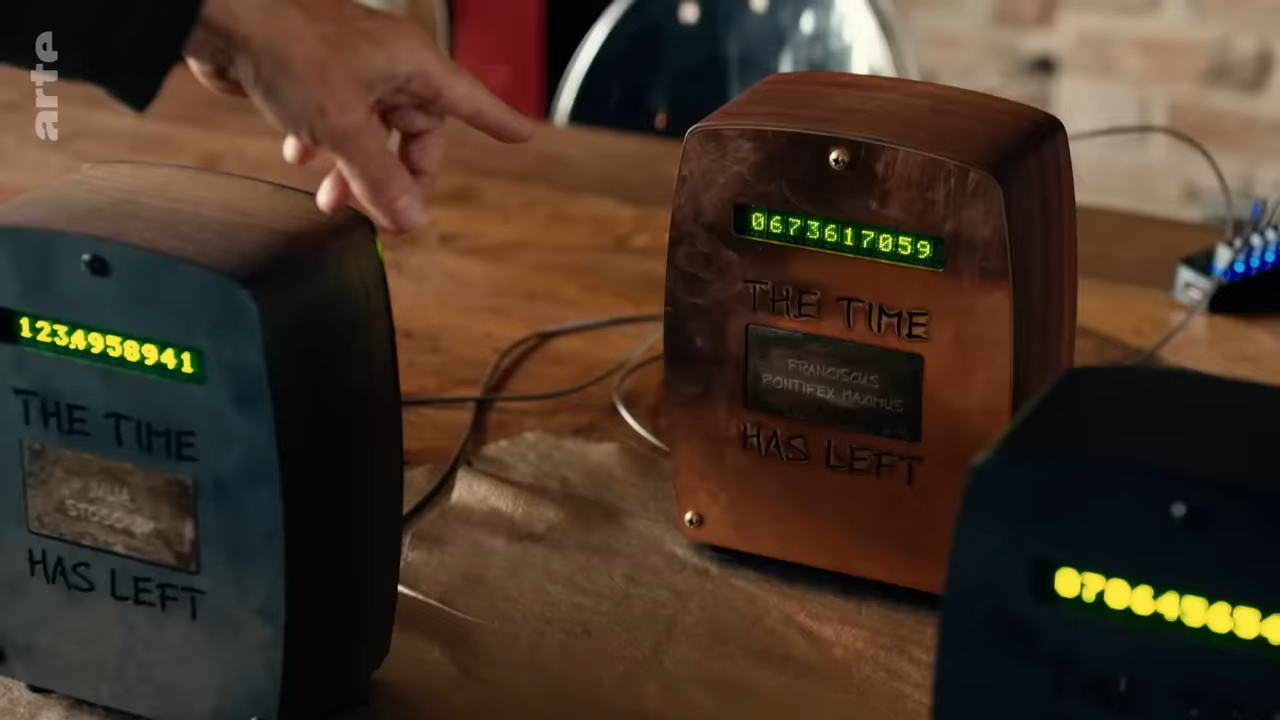 arte
1234958941
THE TIME
HAS LEFT
0673617059
THE TIME
FRANCISCUS
PONTIFEX MAXIMUS
HAS LEFT